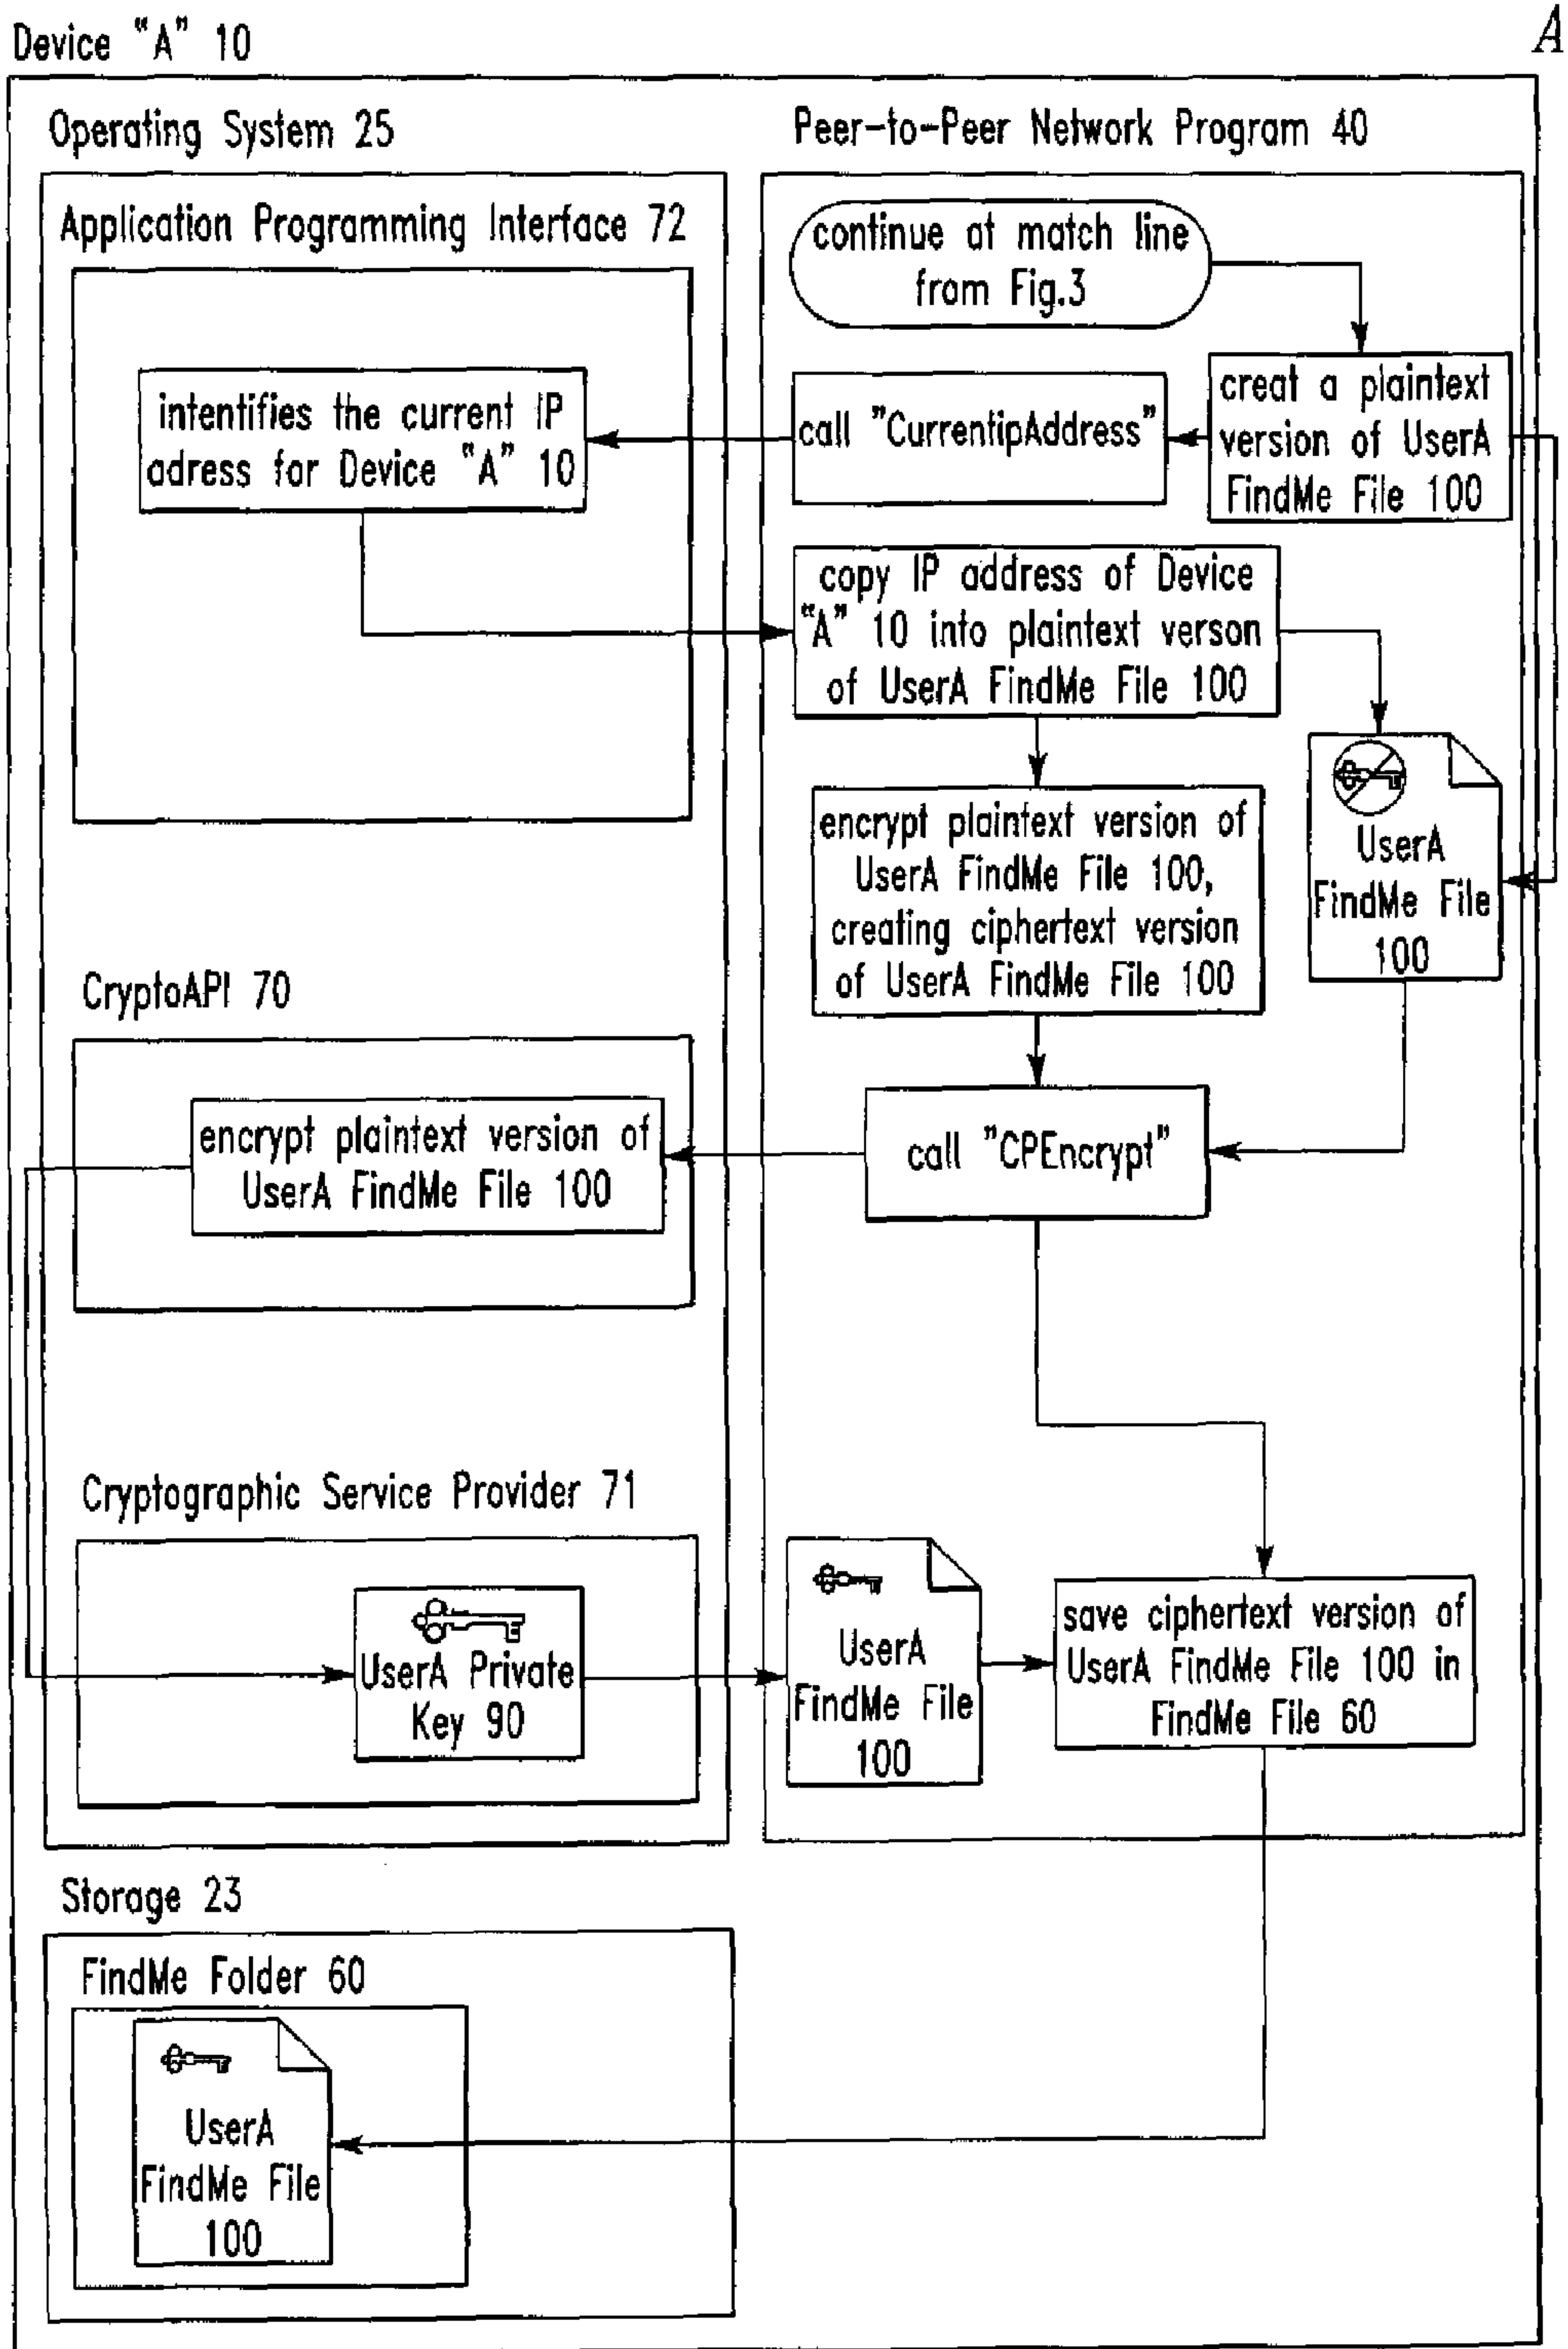 Device "A" 10
A
Operating System 25
Peer-to-Peer Network Program 40
Application Programming Interface 72
continue at match line
from Fig.3
intentifies the current IP
adress for Device "A" 10
call "CurrentipAddress"
creat a plaintext
version of UserA
FindMe File 100
copy IP address of Device
"A" 10 into plaintext verson
of UserA FindMe File 100
UserA
FindMe File
100
encrypt plaintext version of
UserA FindMe File 100,
creating ciphertext version
of UserA FindMe File 100
CryptoAPI 70
encrypt plaintext version of
UserA FindMe File 100
call "CPEncrypt"
Cryptographic Service Provider 71
UserA Private
Key 90
UserA
FindMe File
100
save ciphertext version of
UserA FindMe File 100 in
FindMe File 60
Storage 23
FindMe Folder 60
UserA
FindMe File
100